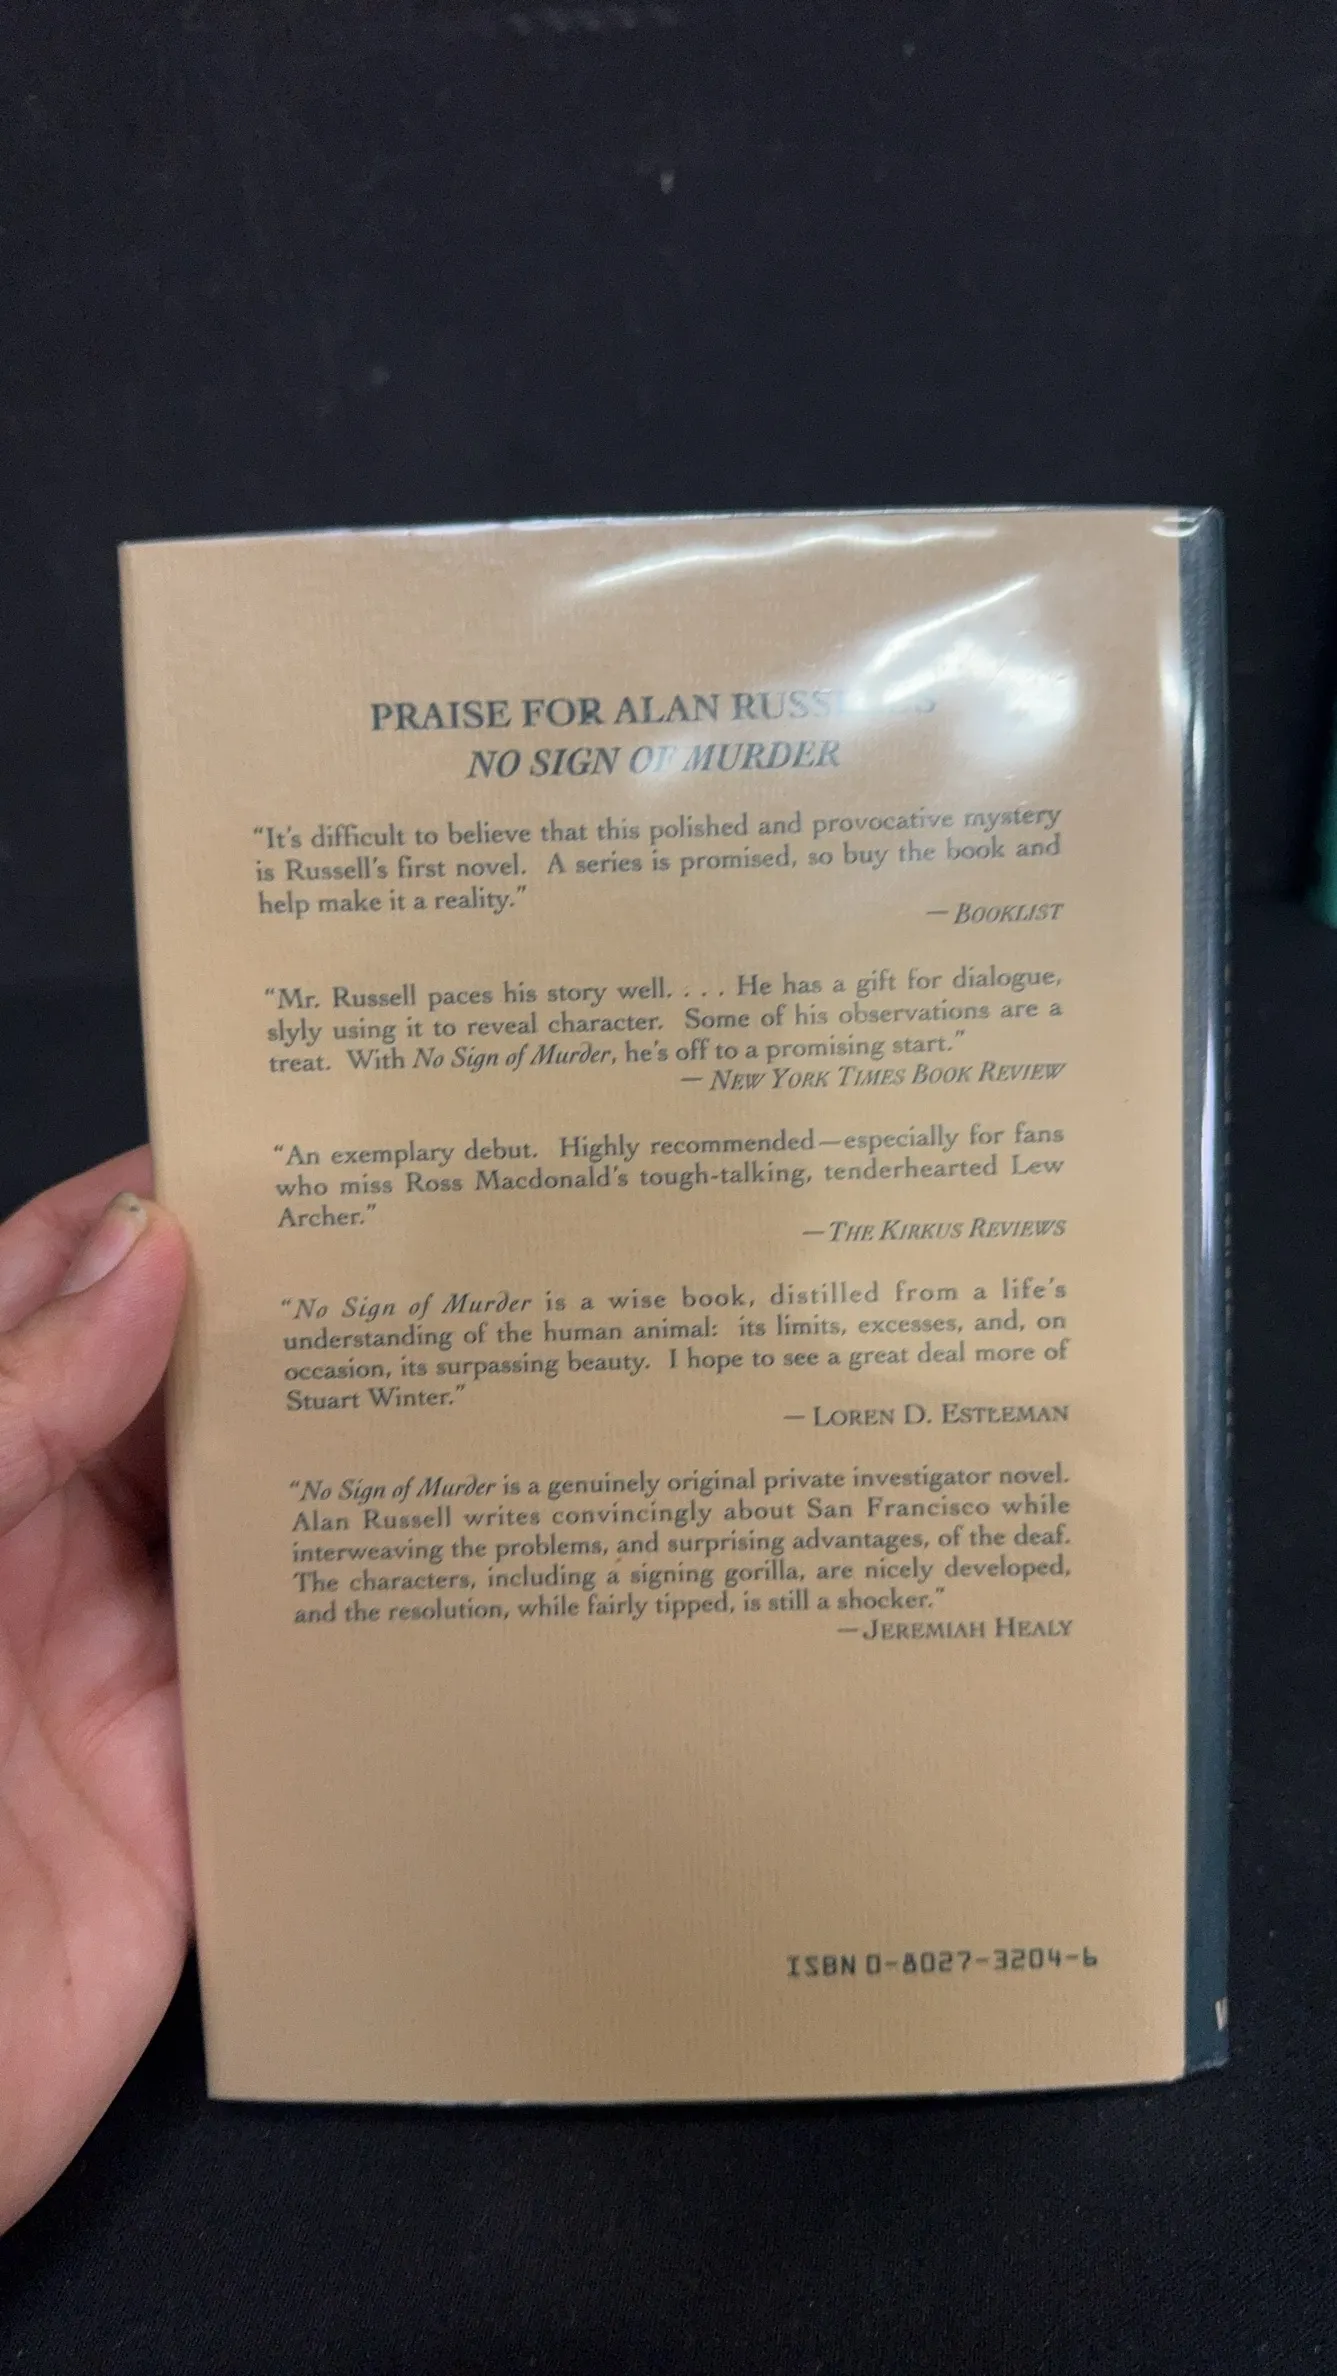 PRAISE FOR ALAN RUSSELL'S
NO SIGN OF MURDER
“It's difficult to believe that this polished and provocative mystery
is Russell's first novel. A series is promised, so buy the book and
help make it a reality.”
— BOOKLIST
“Mr. Russell paces his story well. . . . He has a gift for dialogue,
slyly using it to reveal character. Some of his observations are a
treat. With No Sign of Murder, he's off to a promising start.”
— NEW YORK TIMES BOOK REVIEW
“An exemplary debut. Highly recommended—especially for fans
who miss Ross Macdonald's tough-talking, tenderhearted Lew
Archer.”
—THE KIRKUS REVIEWS
“No Sign of Murder is a wise book, distilled from a life's
understanding of the human animal: its limits, excesses, and, on
occasion, its surpassing beauty. I hope to see a great deal more of
Stuart Winter.”
— LOREN D. ESTLEMAN
“No Sign of Murder is a genuinely original private investigator novel.
Alan Russell writes convincingly about San Francisco while
interweaving the problems, and surprising advantages, of the deaf.
The characters, including a signing gorilla, are nicely developed,
and the resolution, while fairly tipped, is still a shocker.”
—JEREMIAH HEALY
ISBN 0-8027-3204-6